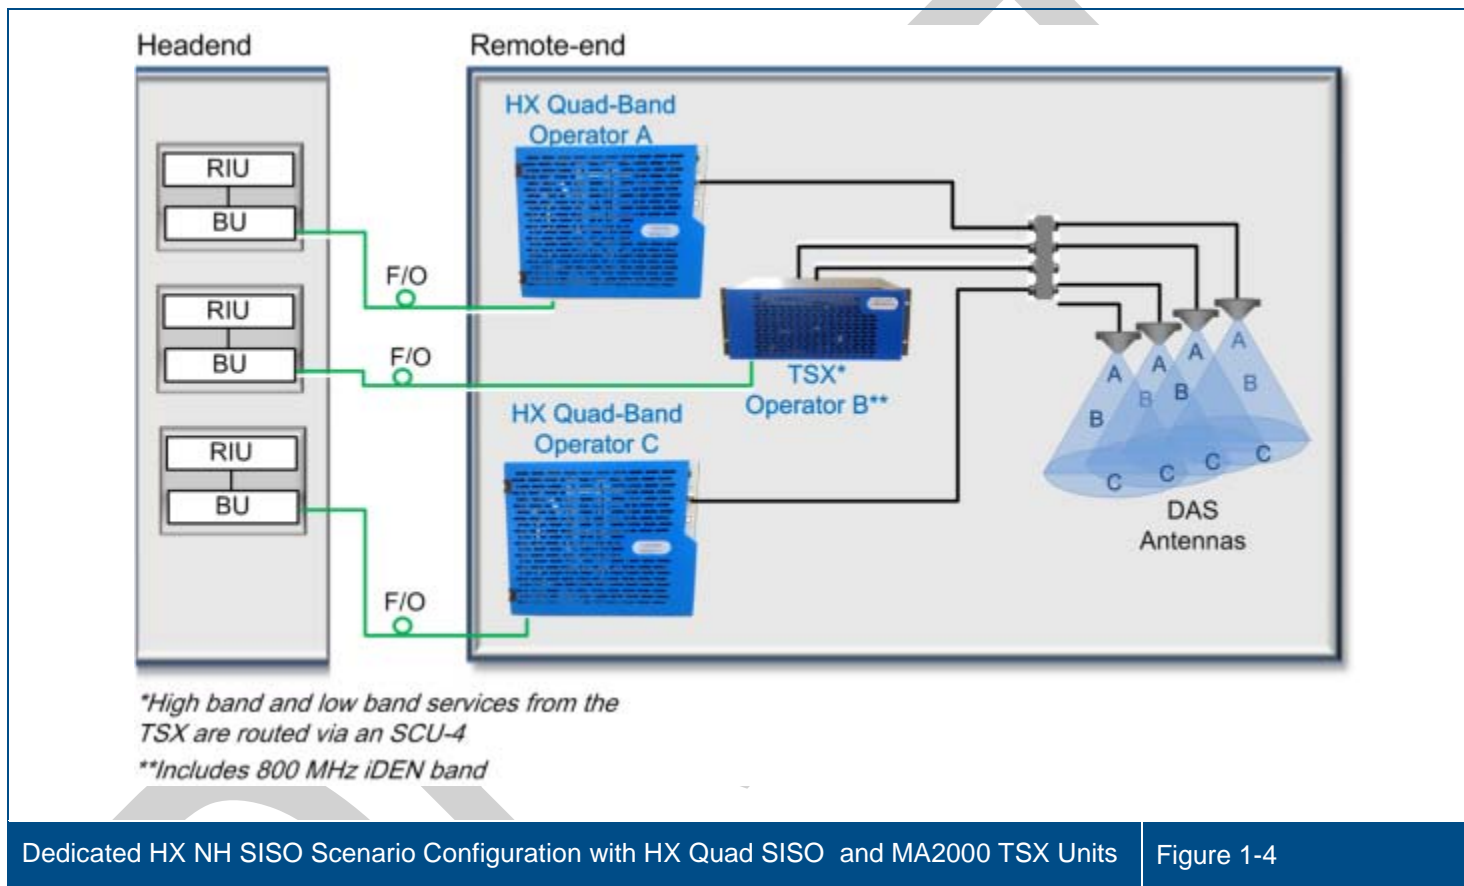 Headend
Remote-end
HX Quad-Band
Operator A
RIU
BU
F/O
RIU
BU
F/O
TSX*
Operator B**
HX Quad-Band
Operator C
RIU
BU
F/O
A
A
A
A
B
B
B
B
C
C
C
C
DAS
Antennas
*High band and low band services from the
TSX are routed via an SCU-4
**Includes 800 MHz iDEN band
Dedicated HX NH SISO Scenario Configuration with HX Quad SISO and MA2000 TSX Units
Figure 1-4